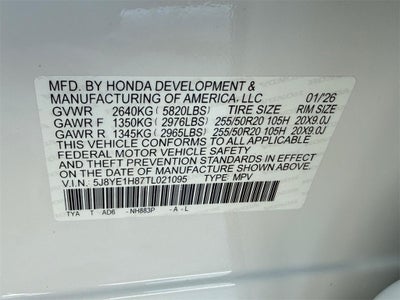 MFD. BY HONDA DEVELOPMENT &
MANUFACTURING OF AMERICA, LLC 01/'26
GVWR 2640KG (5820LBS) TIRE SIZE RIM SIZE
GAWR F 1350KG (2976LBS) 255/50R20 105H 20X9.0J
GAWR R 1345KG (2965LBS) 255/50R20 105H 20X9.0J
THIS VEHICLE CONFORMS TO ALL APPLICABLE
FEDERAL MOTOR VEHICLE SAFETY, BUMPER,
AND THEFT PREVENTION STANDARDS IN EFFECT
ON THE DATE OF MANUFACTURE SHOWN ABOVE.
V.I.N. 5J8YE1H87TL021095 TYPE: MPV
TYA T AD6 -NH883P -A -L